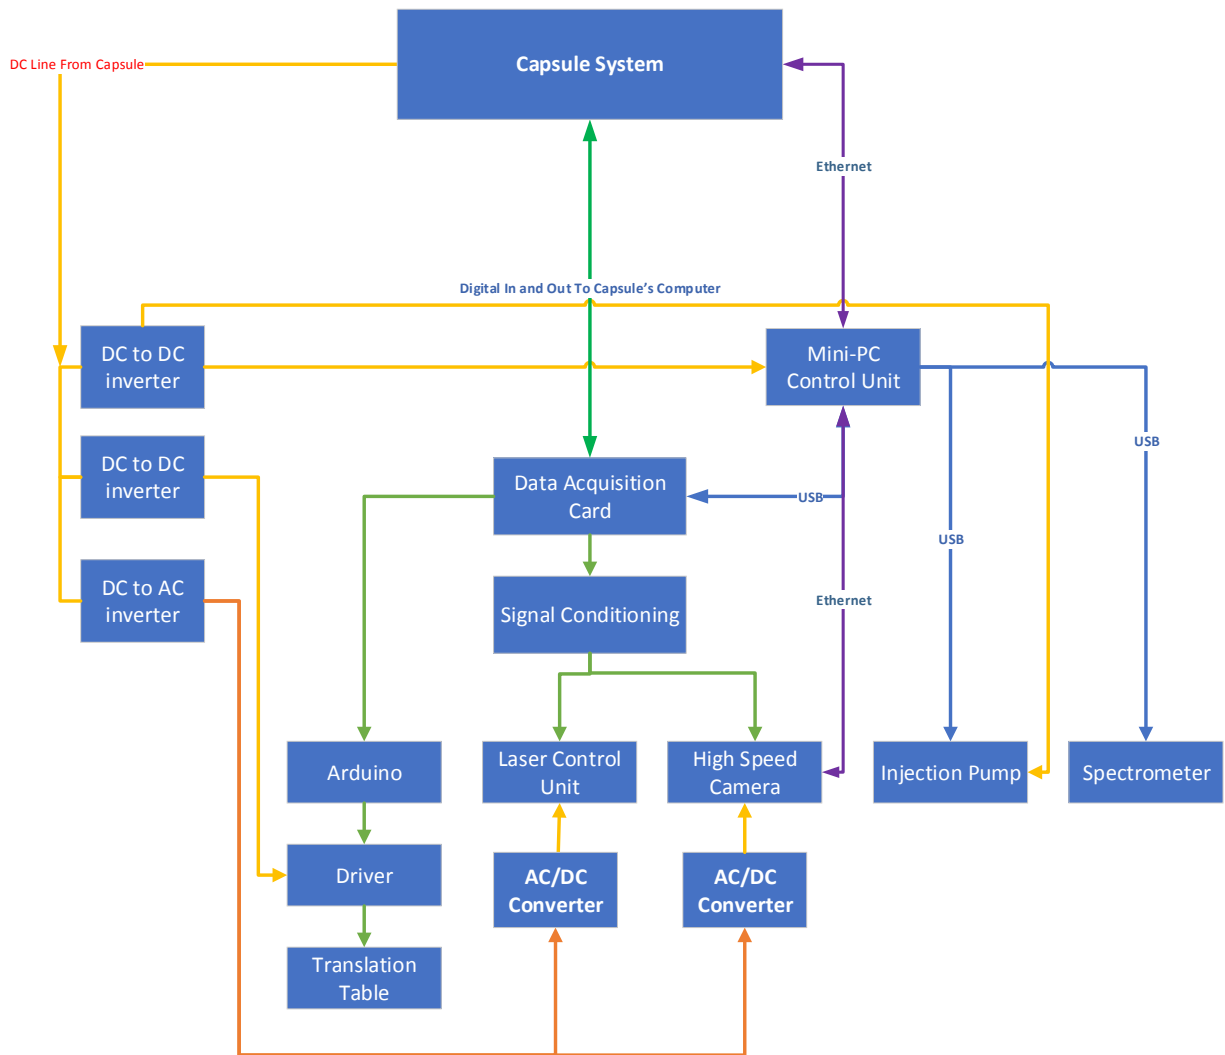 Capsule System
DC Line From Capsule
Ethernet
Digital In and Out To Capsule's Computer
DC to DC
inverter
Mini-PC
Control Unit
USB
DC to DC
inverter
Data Acquisition
Card
USB
USB
DC to AC
inverter
Signal Conditioning
Ethernet
Arduino
Laser Control
Unit
High Speed
Camera
Injection Pump
Spectrometer
Driver
AC/DC
Converter
AC/DC
Converter
Translation
Table